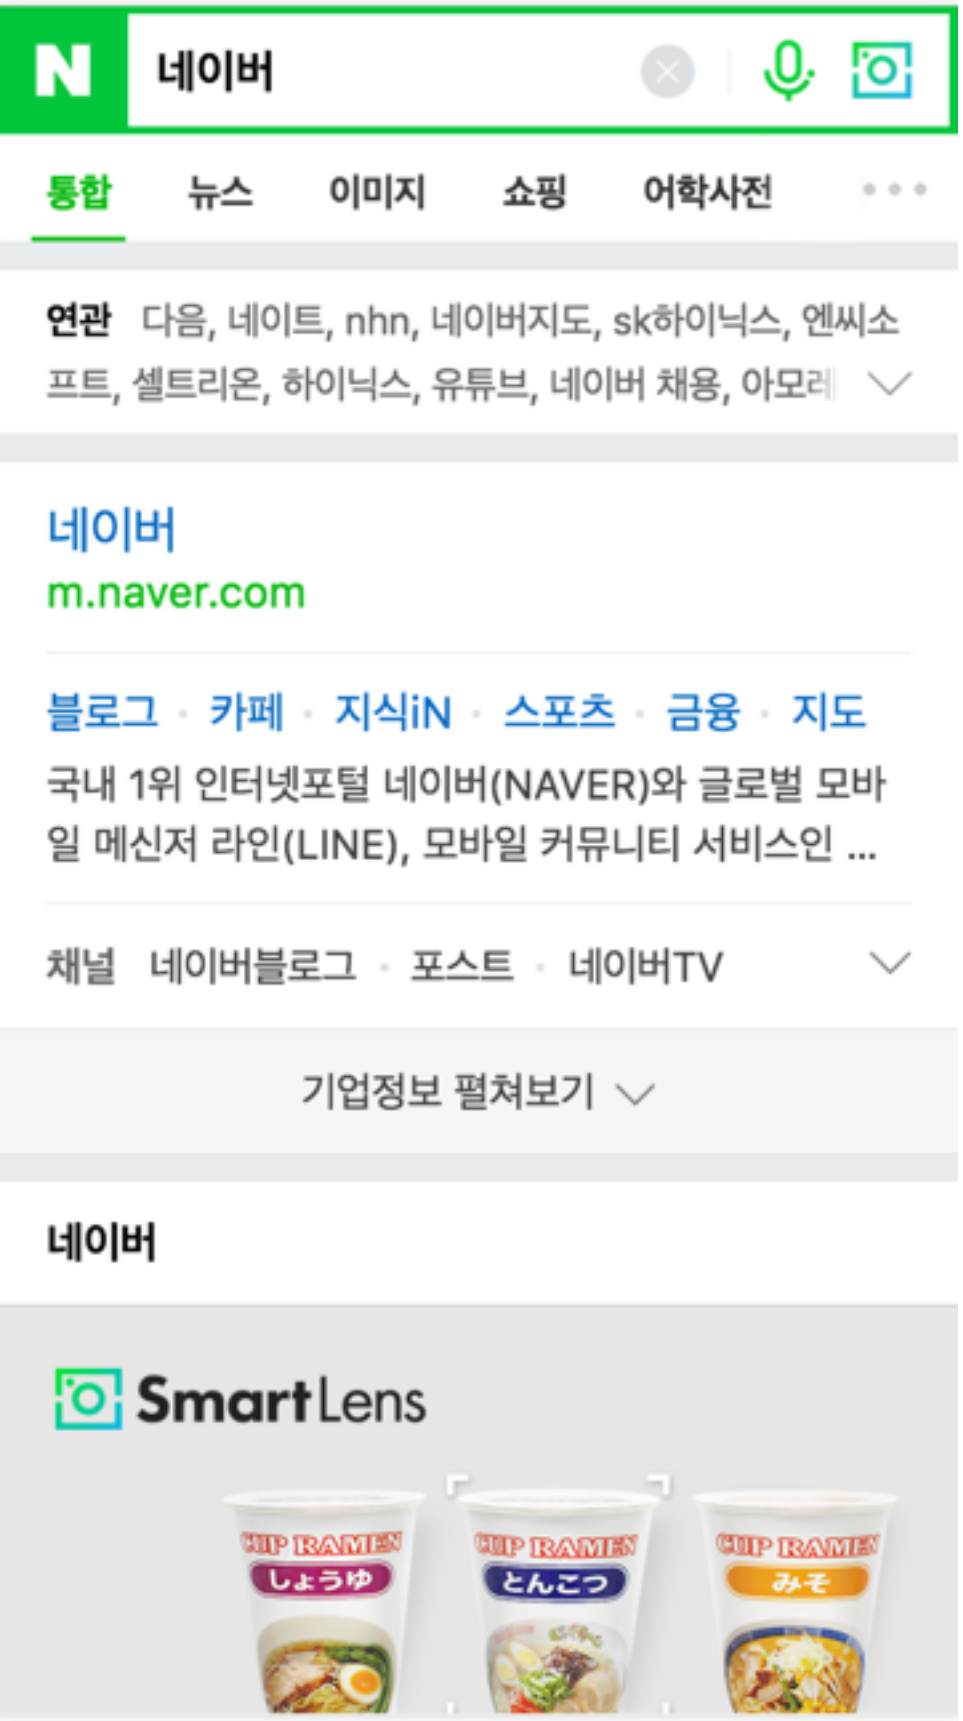 N 네이버
통합 뉴스 이미지 쇼핑 어학사전
연관 다음, 네이트, nhn, 네이버지도, sk하이닉스, 엔씨소
프트, 셀트리온, 하이닉스, 유튜브, 네이버 채용, 아모레
네이버
m.naver.com
블로그 · 카페 · 지식iN · 스포츠 · 금융 · 지도
국내 1위 인터넷포털 네이버(NAVER)와 글로벌 모바
일 메신저 라인(LINE), 모바일 커뮤니티 서비스인 ...
채널 네이버블로그 · 포스트 · 네이버TV
기업정보 펼쳐보기
네이버
SmartLens
CUP RAMEN CUP RAMEN CUP RAMEN
しょうゆ とんこつ みそ